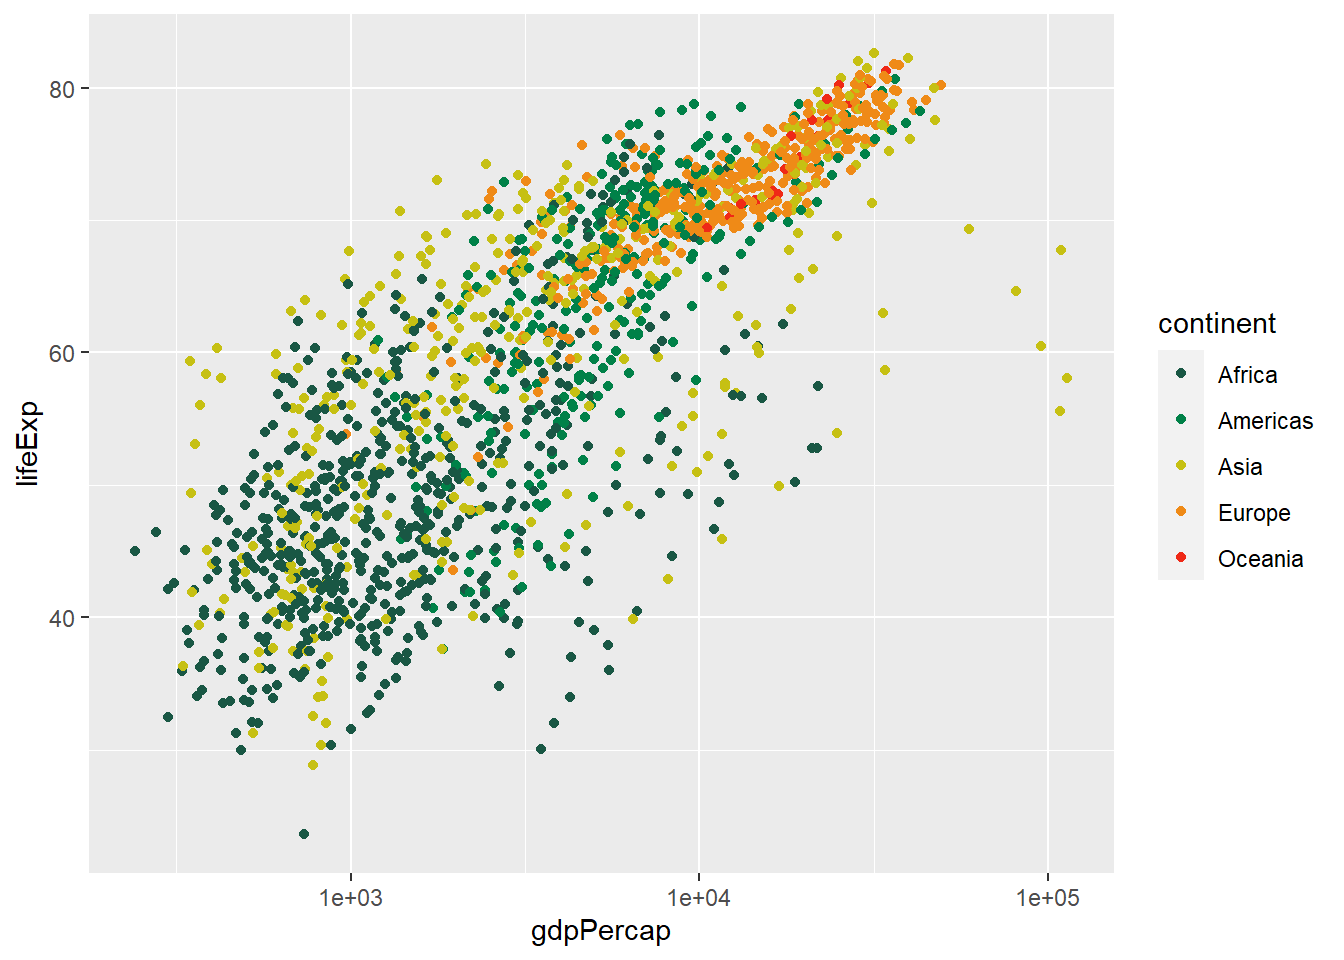 80
60
40
lifeExp
1e+03
1e+04
1e+05
gdpPercap
continent
Africa
Americas
Asia
Europe
Oceania